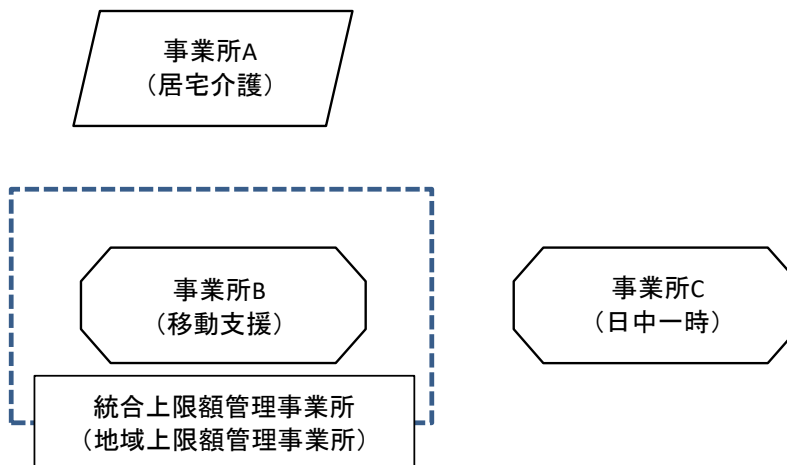 事業所A
（居宅介護）
事業所B
（移動支援）
事業所C
（日中一時）
統合上限額管理事業所
（地域上限額管理事業所）